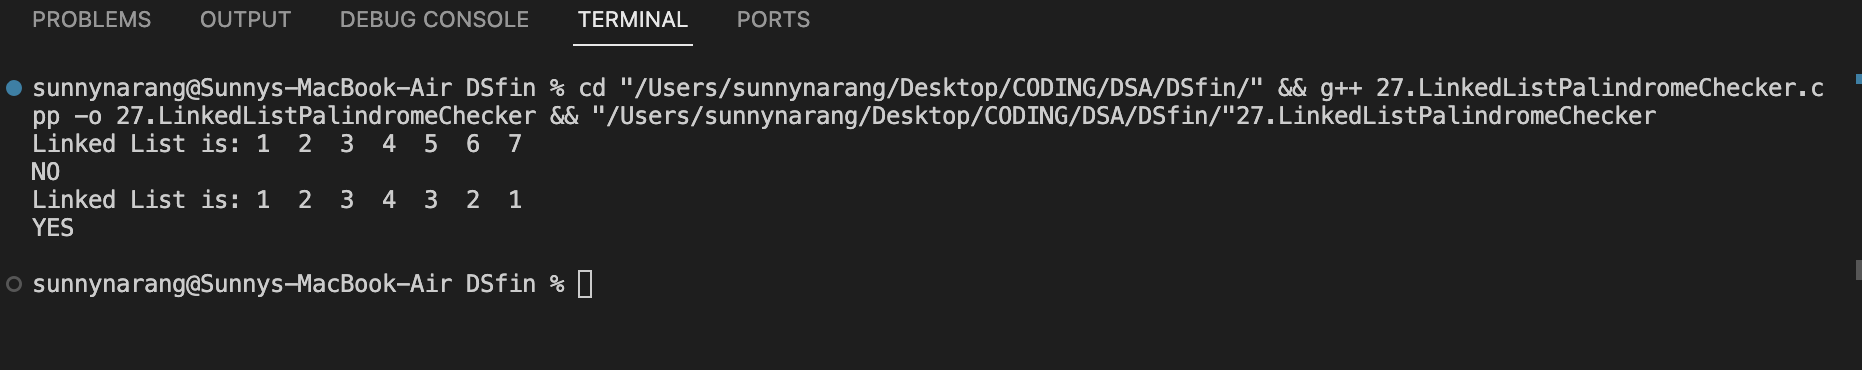 PROBLEMS OUTPUT DEBUG CONSOLE TERMINAL PORTS
sunnynarang@Sunnys-MacBook-Air DSfin % cd "/Users/sunnynarang/Desktop/CODING/DSA/DSfin/" && g++ 27.LinkedListPalindromeChecker.c
pp -o 27.LinkedListPalindromeChecker && "/Users/sunnynarang/Desktop/CODING/DSA/DSfin/"27.LinkedListPalindromeChecker
Linked List is: 1  2  3  4  5  6  7
NO
Linked List is: 1  2  3  4  3  2  1
YES
sunnynarang@Sunnys-MacBook-Air DSfin %